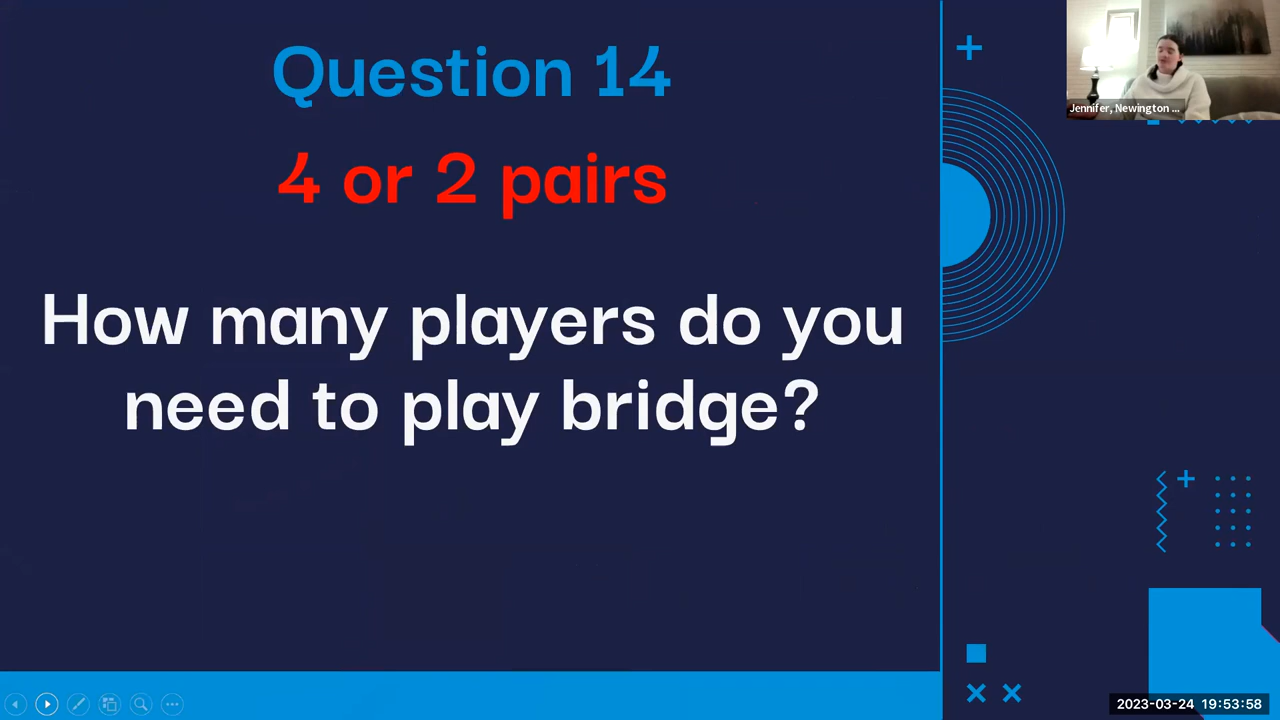 Question 14
4 or 2 pairs
How many players do you
need to play bridge?
Jennifer, Newington ...
2023-03-24 19:53:58